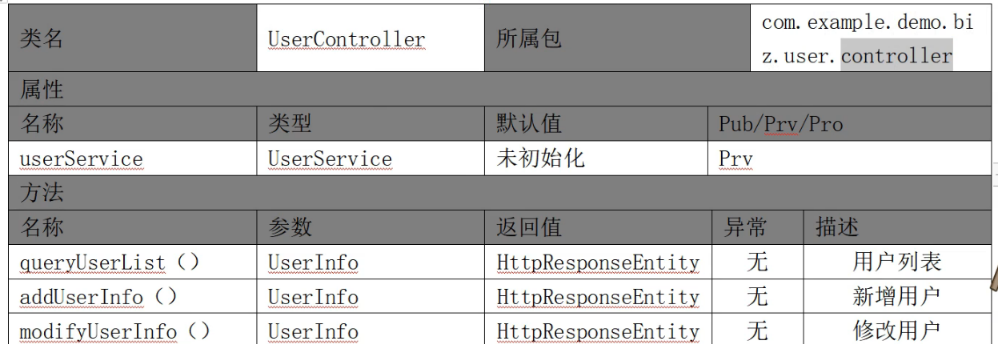 类名 UserController 所属包 com.example.demo.bi
z.user.controller
属性
名称 类型 默认值 Pub/Prv/Pro
userService UserService 未初始化 Prv
方法
名称 参数 返回值 异常 描述
queryUserList（） UserInfo HttpResponseEntity 无 用户列表
addUserInfo（） UserInfo HttpResponseEntity 无 新增用户
modifyUserInfo（） UserInfo HttpResponseEntity 无 修改用户